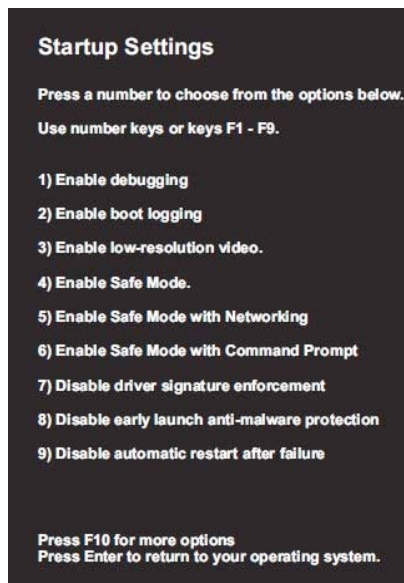 Startup Settings
Press a number to choose from the options below.
Use number keys or keys F1 - F9.
1) Enable debugging
2) Enable boot logging
3) Enable low-resolution video.
4) Enable Safe Mode.
5) Enable Safe Mode with Networking
6) Enable Safe Mode with Command Prompt
7) Disable driver signature enforcement
8) Disable early launch anti-malware protection
9) Disable automatic restart after failure
Press F10 for more options
Press Enter to return to your operating system.